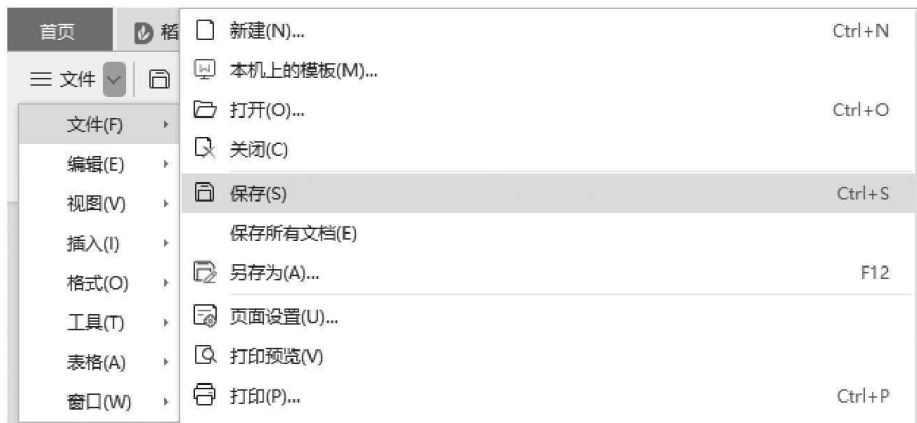 首页
稻
文件
文件(F)
编辑(E)
视图(V)
插入(I)
格式(O)
工具(T)
表格(A)
窗口(W)
新建(N)... Ctrl+N
本机上的模板(M)...
打开(O)... Ctrl+O
关闭(C)
保存(S) Ctrl+S
保存所有文档(E)
另存为(A)... F12
页面设置(U)...
打印预览(V)
打印(P)... Ctrl+P